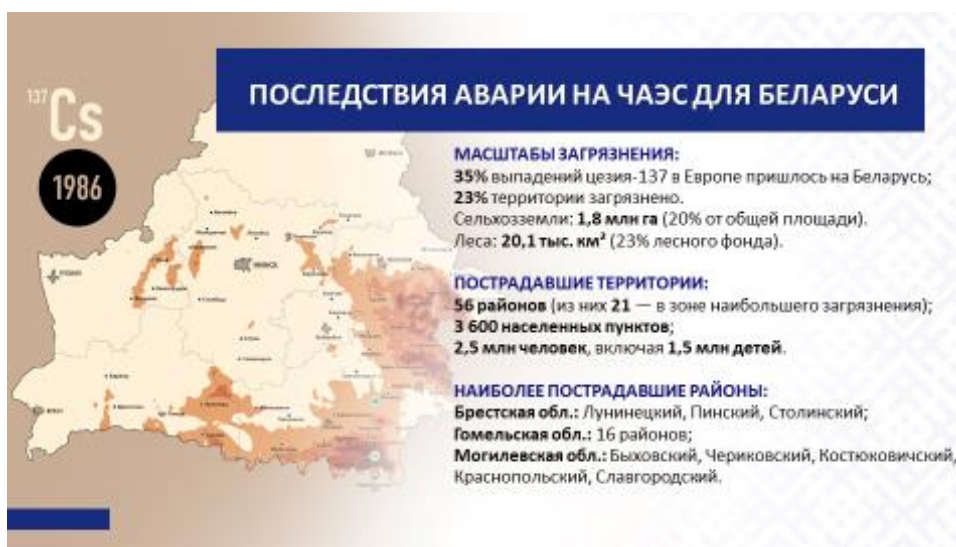 137
Cs
1986
ПОСЛЕДСТВИЯ АВАРИИ НА ЧАЭС ДЛЯ БЕЛАРУСИ
МАСШТАБЫ ЗАГРЯЗНЕНИЯ:
35% выпадений цезия-137 в Европе пришлось на Беларусь;
23% территории загрязнено.
Сельхозземли: 1,8 млн га (20% от общей площади).
Леса: 20,1 тыс. км² (23% лесного фонда).
ПОСТРАДАВШИЕ ТЕРРИТОРИИ:
56 районов (из них 21 — в зоне наибольшего загрязнения);
3 600 населенных пунктов;
2,5 млн человек, включая 1,5 млн детей.
НАИБОЛЕЕ ПОСТРАДАВШИЕ РАЙОНЫ:
Брестская обл.: Лунинецкий, Пинский, Столинский;
Гомельская обл.: 16 районов;
Могилевская обл.: Быховский, Чериковский, Костюковичский,
Краснопольский, Славгородский.